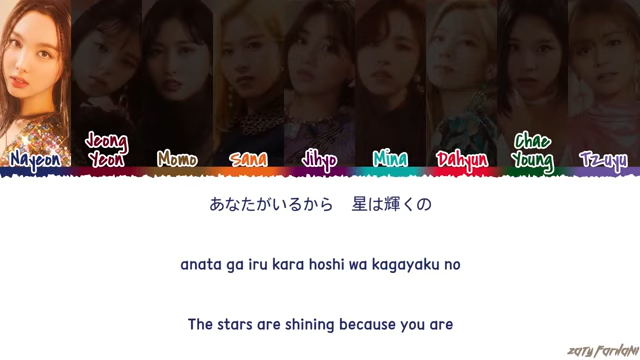 Nayeon
Jeong Yeon
Momo
Sana
Jihyo
Mina
Dahyun
Chae Young
Tzuyu
あなたがいるから　星は輝くの
anata ga iru kara hoshi wa kagayaku no
The stars are shining because you are
ZATY FARHANI